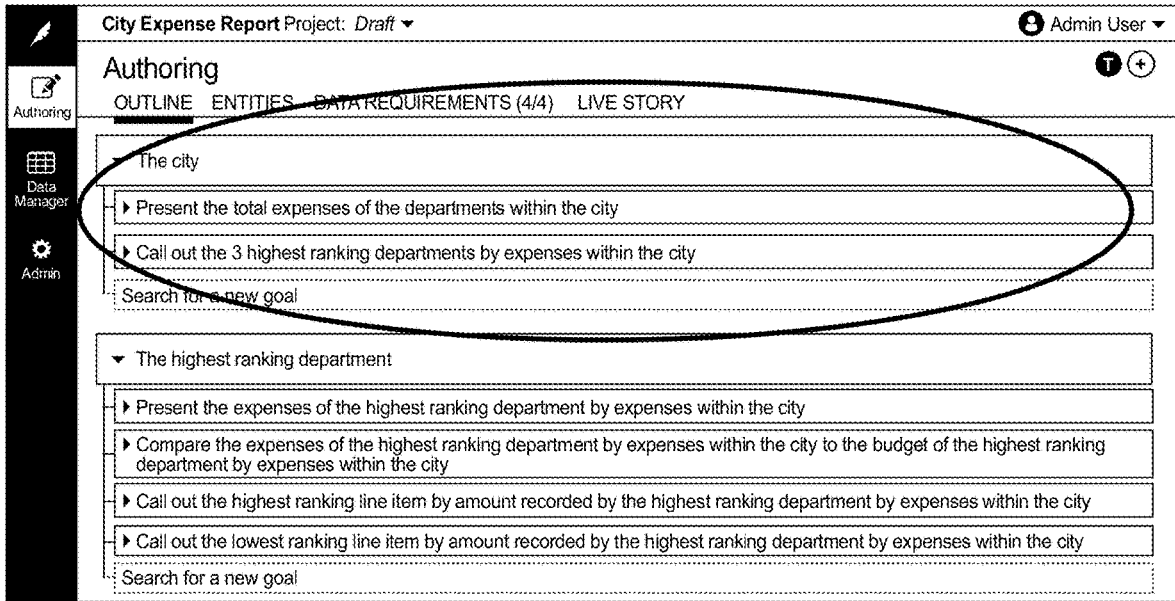 City Expense Report Project: Draft
Admin User
Authoring
T
OUTLINE ENTITIES DATA REQUIREMENTS (4/4) LIVE STORY
Authoring
Data
Manager
Admin
The city
Present the total expenses of the departments within the city
Call out the 3 highest ranking departments by expenses within the city
Search for a new goal
The highest ranking department
Present the expenses of the highest ranking department by expenses within the city
Compare the expenses of the highest ranking department by expenses within the city to the budget of the highest ranking
department by expenses within the city
Call out the highest ranking line item by amount recorded by the highest ranking department by expenses within the city
Call out the lowest ranking line item by amount recorded by the highest ranking department by expenses within the city
Search for a new goal